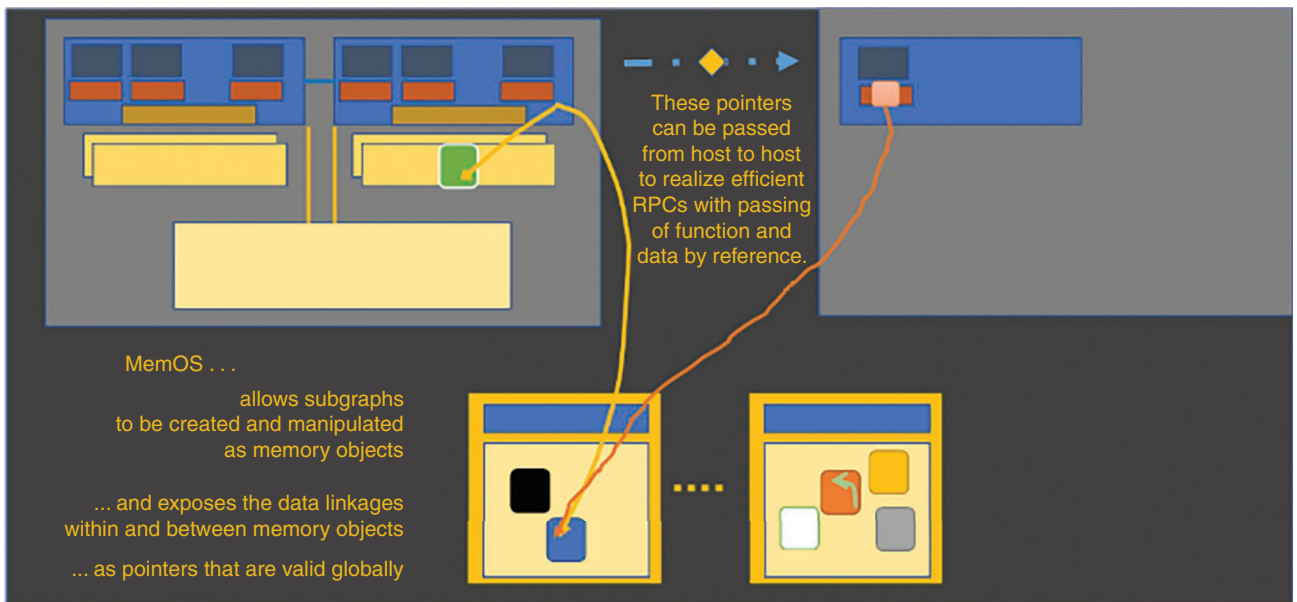 These pointers
can be passed
from host to host
to realize efficient
RPCs with passing
of function and
data by reference.
MemOS . . .
allows subgraphs
to be created and manipulated
as memory objects
... and exposes the data linkages
within and between memory objects
... as pointers that are valid globally